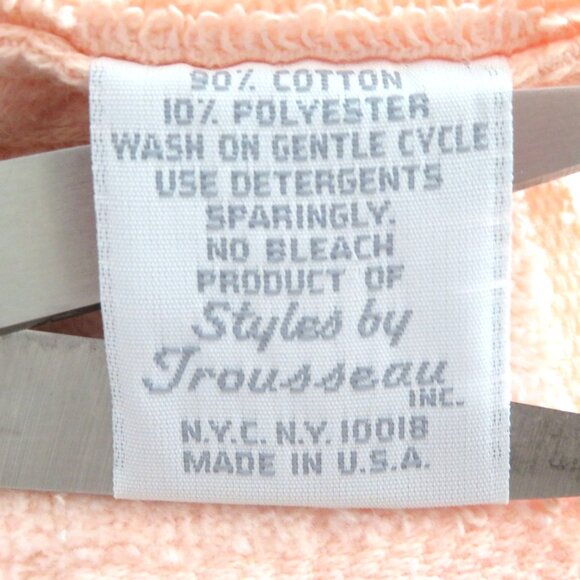 90% COTTON
10% POLYESTER
WASH ON GENTLE CYCLE
USE DETERGENTS
SPARINGLY.
NO BLEACH
PRODUCT OF
Styles by
Trousseau
INC.
N.Y.C. N.Y. 10018
MADE IN U.S.A.